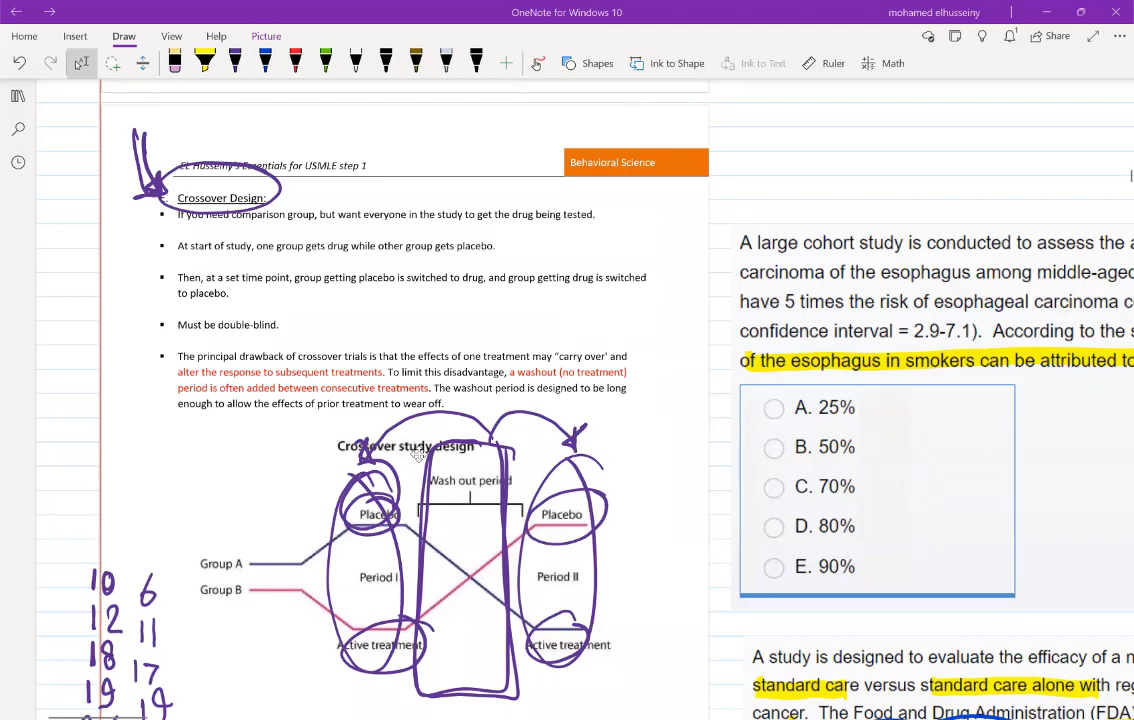 OneNote for Windows 10
mohamed elhusseiny
Home Insert Draw View Help Picture
Share
Shapes Ink to Shape Ink to Text Ruler Math
EL Husseiny's Essentials for USMLE step 1
Behavioral Science
Crossover Design:
If you need comparison group, but want everyone in the study to get the drug being tested.
At start of study, one group gets drug while other group gets placebo.
Then, at a set time point, group getting placebo is switched to drug, and group getting drug is switched
to placebo.
Must be double-blind.
The principal drawback of crossover trials is that the effects of one treatment may "carry over' and
alter the response to subsequent treatments. To limit this disadvantage, a washout (no treatment)
period is often added between consecutive treatments. The washout period is designed to be long
enough to allow the effects of prior treatment to wear off.
Crossover study design
Wash out period
Placebo
Placebo
Group A
Period I
Period II
Group B
Active treatment
Active treatment
10 6
12 11
18 17
19 19
A large cohort study is conducted to assess the a
carcinoma of the esophagus among middle-aged
have 5 times the risk of esophageal carcinoma c
confidence interval = 2.9-7.1). According to the s
of the esophagus in smokers can be attributed to
A. 25%
B. 50%
C. 70%
D. 80%
E. 90%
A study is designed to evaluate the efficacy of a n
standard care versus standard care alone with reg
cancer. The Food and Drug Administration (FDA)